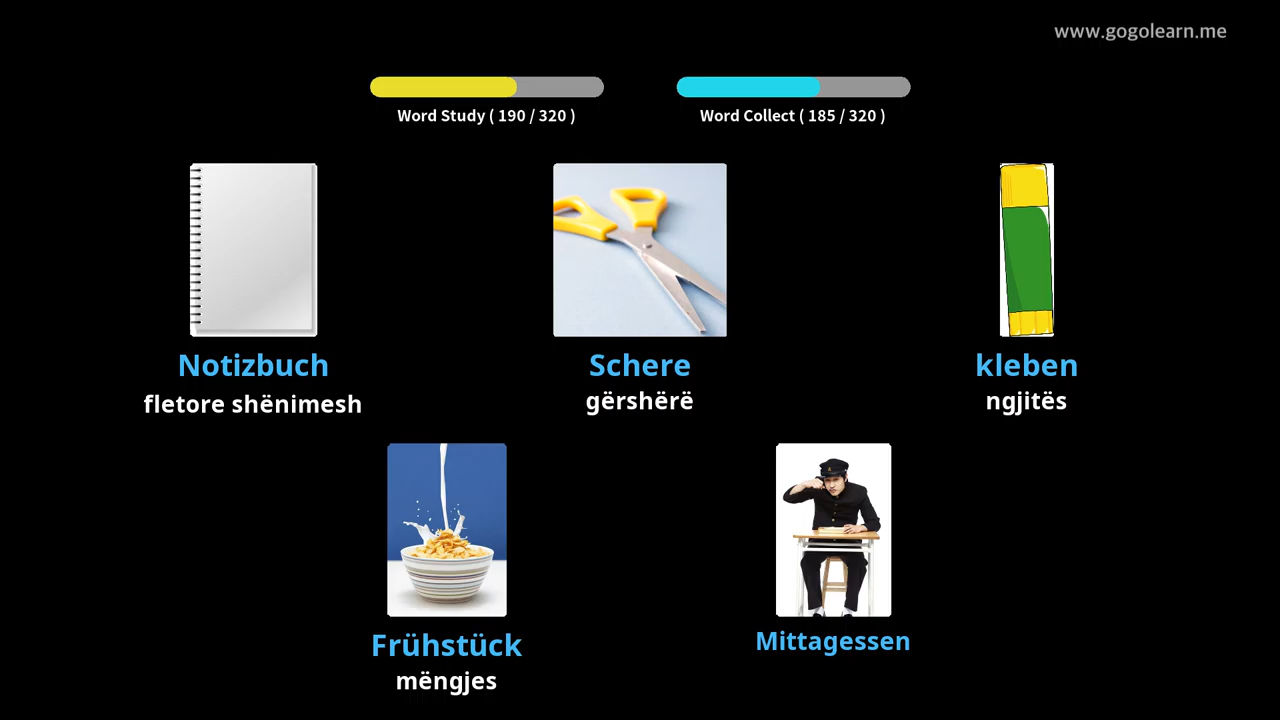 www.gogolearn.me
Word Study ( 190 / 320 )
Word Collect ( 185 / 320 )
Notizbuch
fletore shënimesh
Schere
gërshërë
kleben
ngjitës
Frühstück
mëngjes
Mittagessen